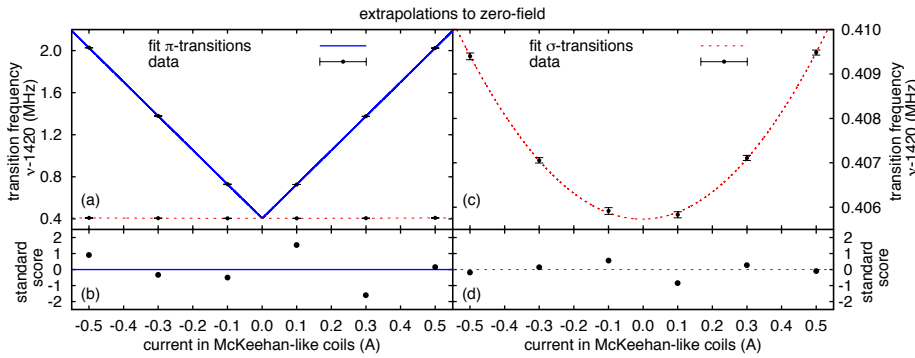 extrapolations to zero-field
transition frequency
ν-1420 (MHz)
2.0
1.6
1.2
0.8
0.4
fit π-transitions
data
(a)
fit σ-transitions
data
(c)
0.410
0.409
0.408
0.407
0.406
transition frequency
ν-1420 (MHz)
standard
score
2
1
0
-1
-2
(b)
(d)
2
1
0
-1
-2
standard
score
-0.5 -0.4 -0.3 -0.2 -0.1 0.0 0.1 0.2 0.3 0.4 0.5
current in McKeehan-like coils (A)
-0.5 -0.4 -0.3 -0.2 -0.1 0.0 0.1 0.2 0.3 0.4 0.5
current in McKeehan-like coils (A)